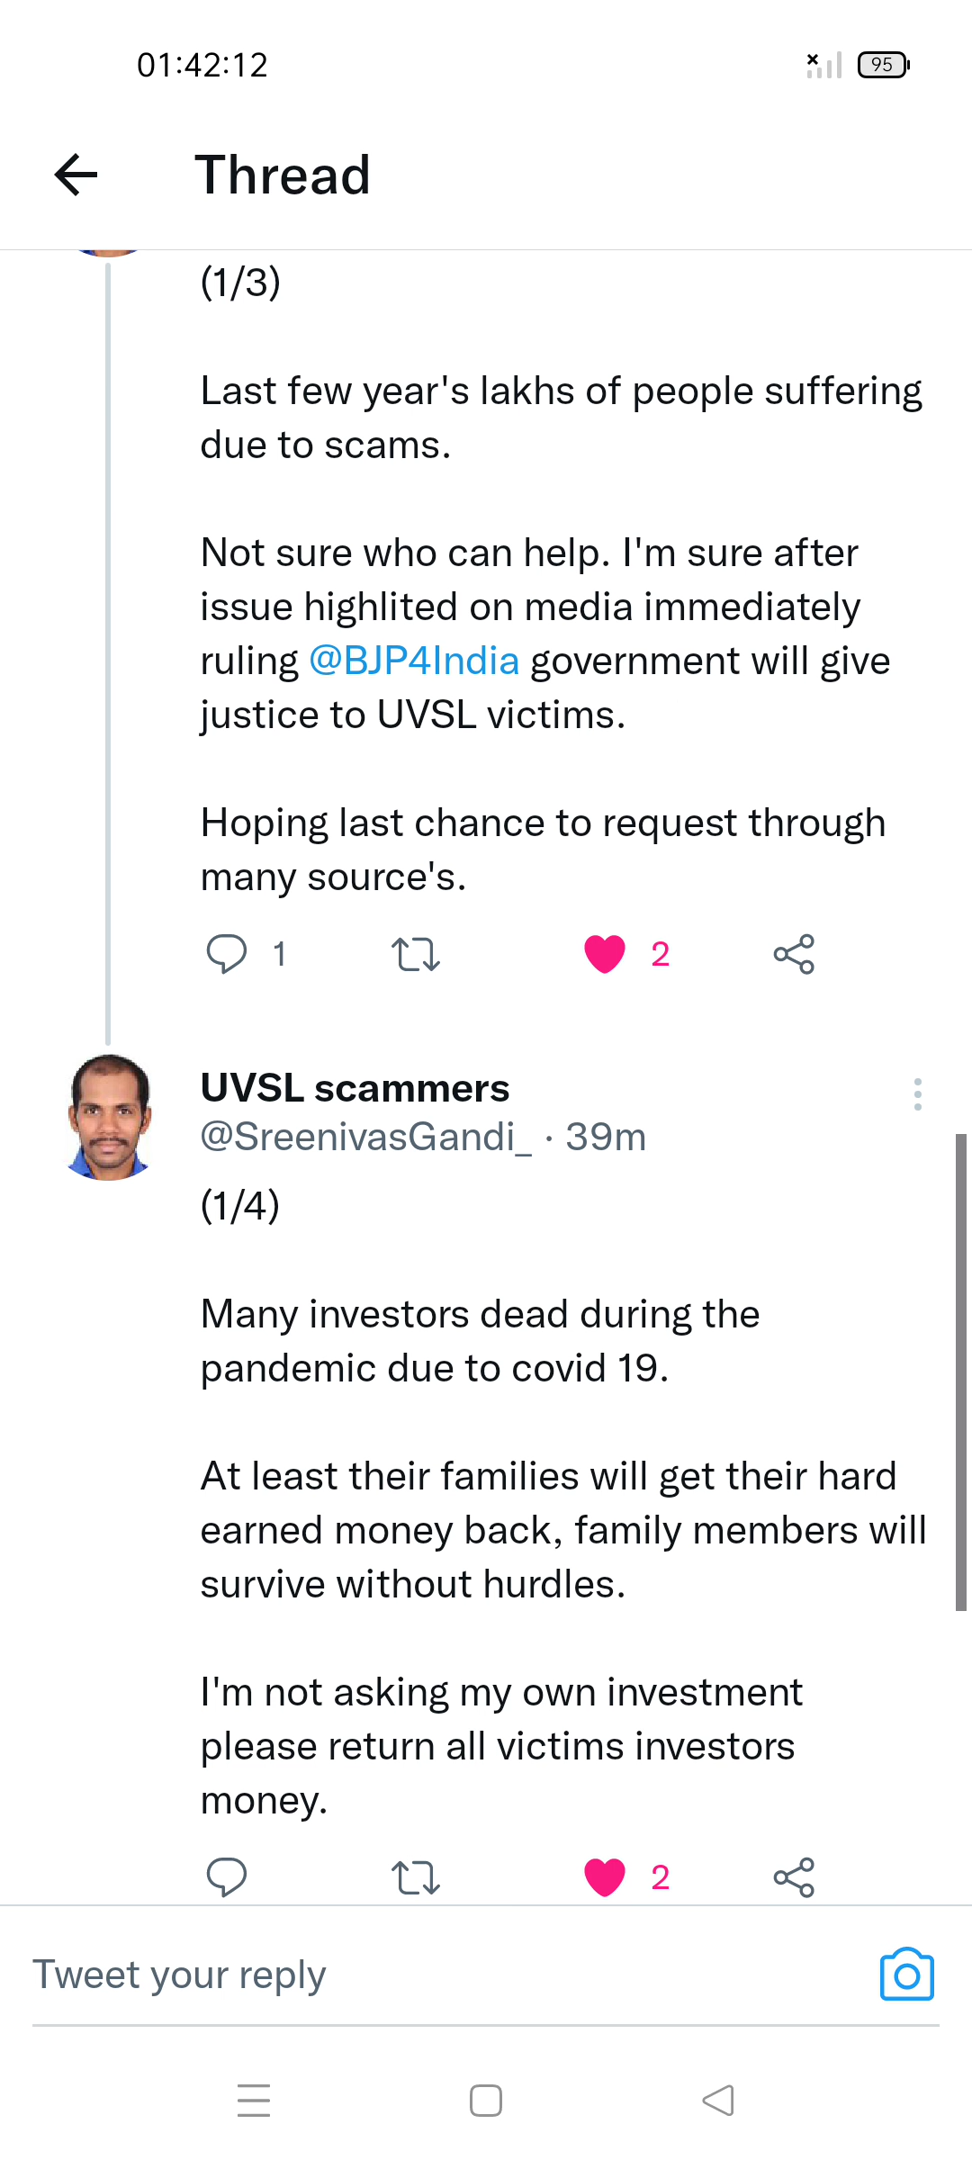 01:42:12
95
Thread
(1/3)
Last few year's lakhs of people suffering
due to scams.
Not sure who can help. I'm sure after
issue highlited on media immediately
ruling @BJP4India government will give
justice to UVSL victims.
Hoping last chance to request through
many source's.
1
2
UVSL scammers
@SreenivasGandi_ · 39m
(1/4)
Many investors dead during the
pandemic due to covid 19.
At least their families will get their hard
earned money back, family members will
survive without hurdles.
I'm not asking my own investment
please return all victims investors
money.
2
Tweet your reply